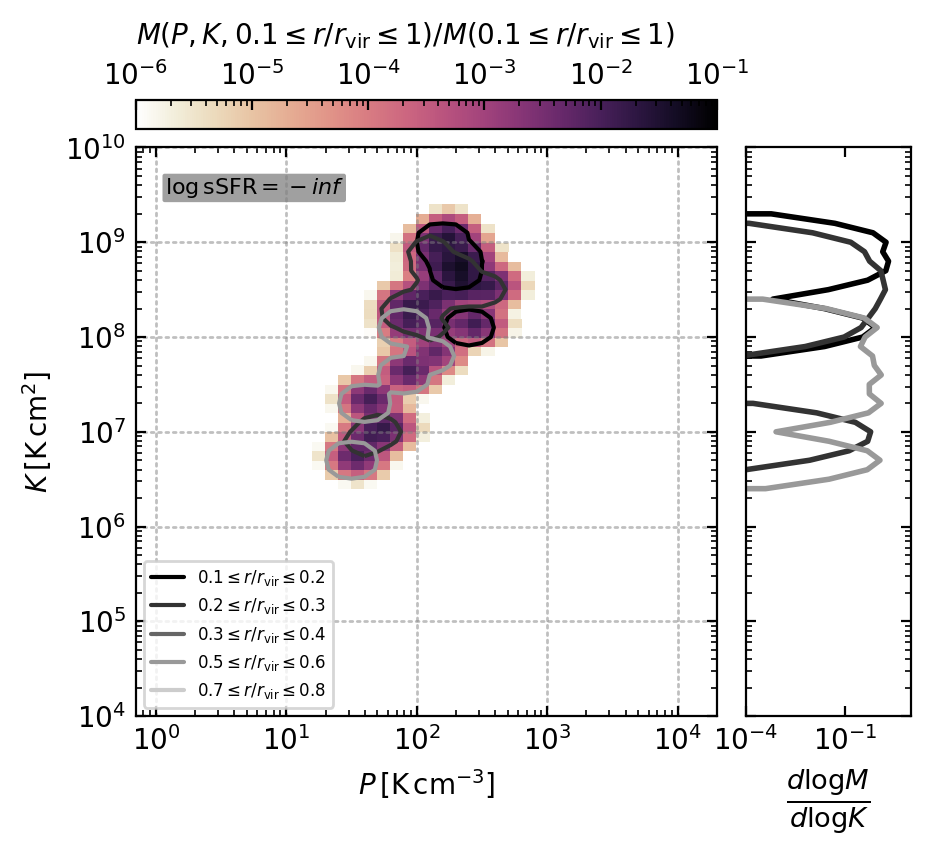 M(P, K, 0.1 ≤ r/r_vir ≤ 1)/M(0.1 ≤ r/r_vir ≤ 1)
10^−6 10^−5 10^−4 10^−3 10^−2 10^−1
log sSFR = −inf
10^10
10^9
10^8
10^7
10^6
10^5
10^4
K [K cm^2]
0.1 ≤ r/r_vir ≤ 0.2
0.2 ≤ r/r_vir ≤ 0.3
0.3 ≤ r/r_vir ≤ 0.4
0.5 ≤ r/r_vir ≤ 0.6
0.7 ≤ r/r_vir ≤ 0.8
10^0 10^1 10^2 10^3 10^4
P [K cm^−3]
10^−4 10^−1
dlogM
dlogK